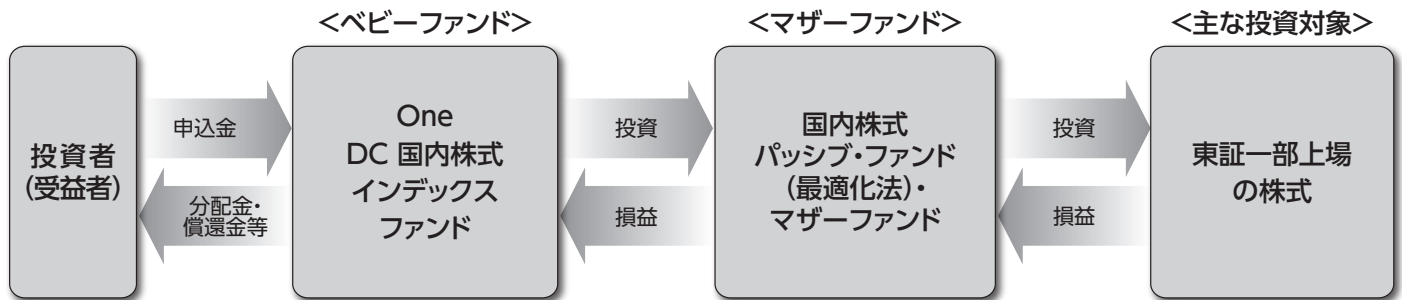 <ベビーファンド>
<マザーファンド>
<主な投資対象>
投資者
(受益者)
申込金
分配金・
償還金等
One
DC 国内株式
インデックス
ファンド
投資
損益
国内株式
パッシブ・ファンド
(最適化法)・
マザーファンド
投資
損益
東証一部上場
の株式